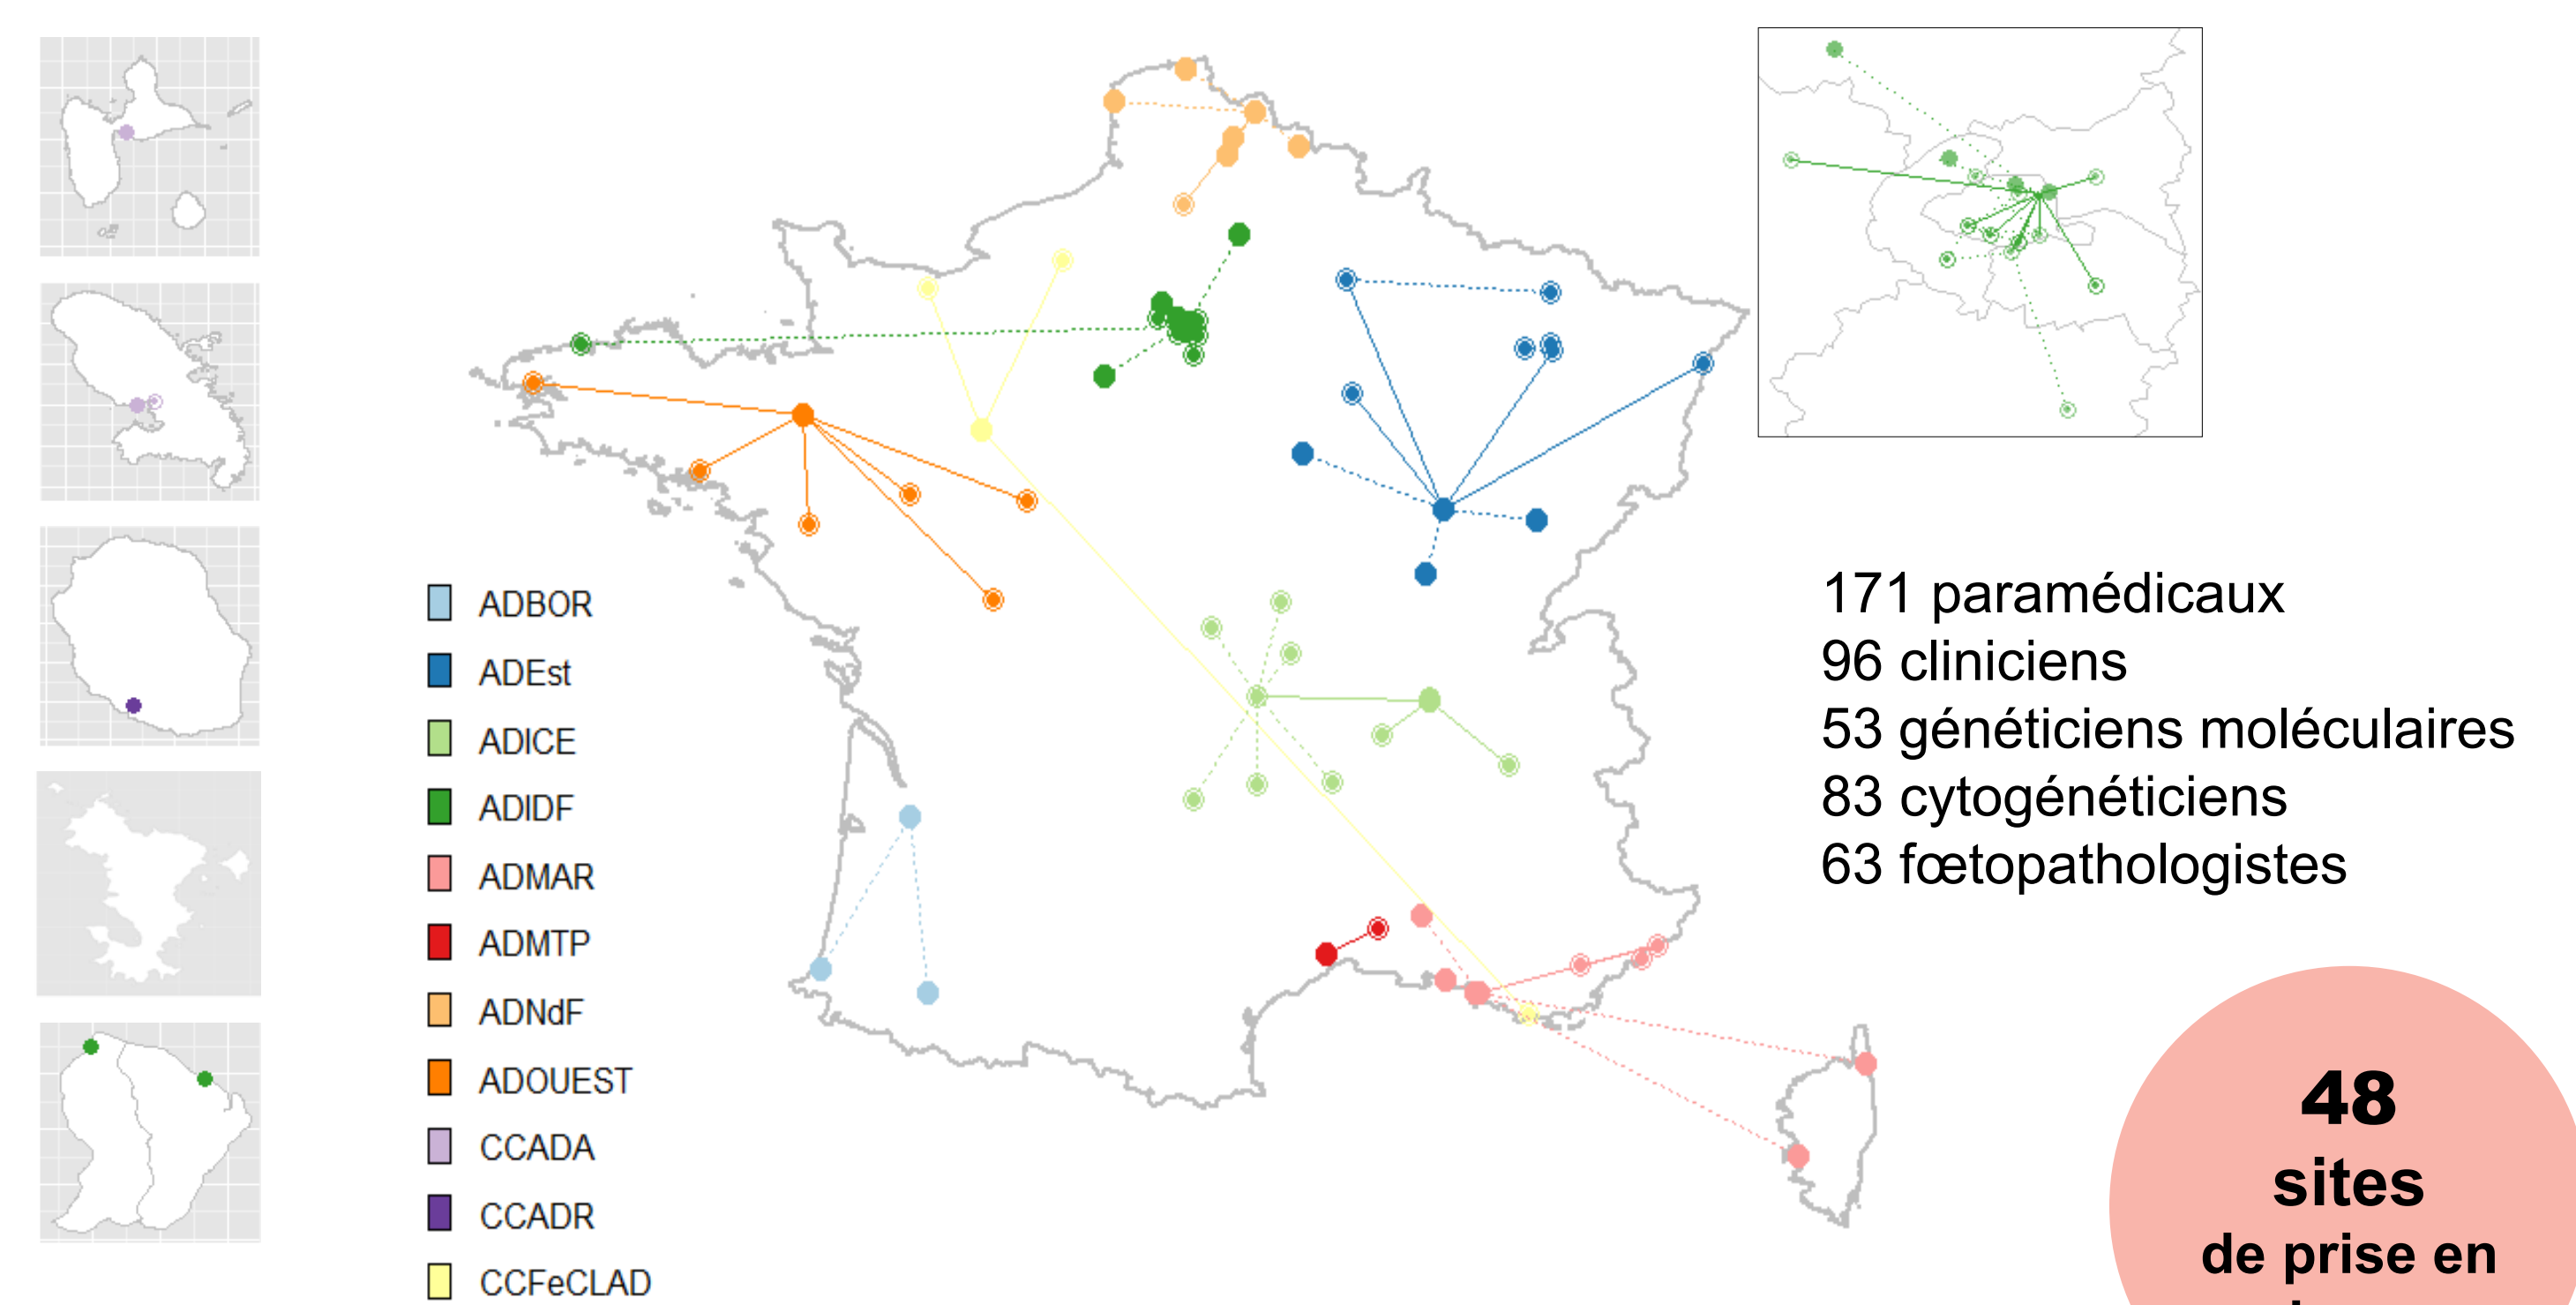 ADBOR
ADEst
ADICE
ADIDF
ADMAR
ADMTP
ADNdF
ADOUEST
CCADA
CCADR
CCFeCLAD
171 paramédicaux
96 cliniciens
53 généticiens moléculaires
83 cytogénéticiens
63 fœtopathologistes
48
sites
de prise en